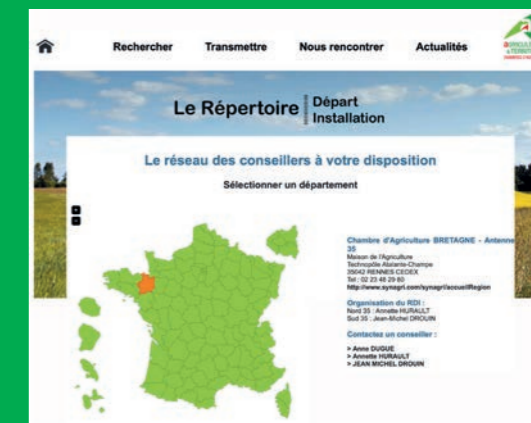 Rechercher Transmettre Nous rencontrer Actualités
AGRICULTURES
& TERRITOIRES
Le Répertoire Départ
Installation
Le réseau des conseillers à votre disposition
Sélectionner un département
Chambre d'Agriculture BRETAGNE - Antenne
35
Maison de l'Agriculture
Technopôle Atalante-Champe
35042 RENNES CEDEX
Tel : 02 23 48 29 60
http://www.synagri.com/synagri/accueilRegion
Organisation du RDI :
Nord 35 : Annette HURAULT
Sud 35 : Jean-Michel DROUIN
Contactez un conseiller :
> Anne DUGUE
> Annette HURAULT
> JEAN MICHEL DROUIN